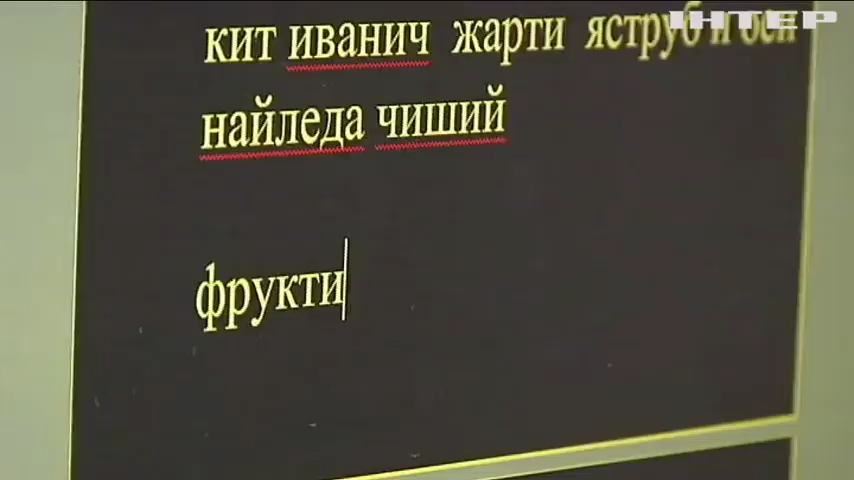 ІНТЕР
кит иванич жарти яструб и
найледа чиший
фрукти